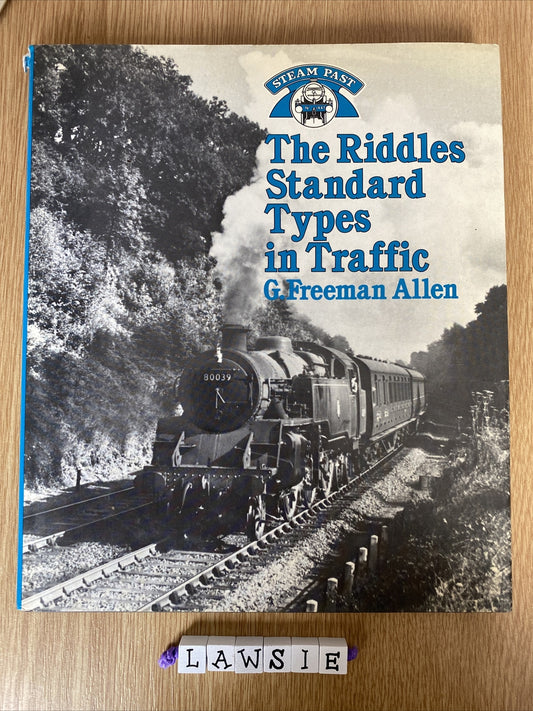 STEAM PAST
The Riddles
Standard
Types
in Traffic
G. Freeman Allen
80039
LAWSIE